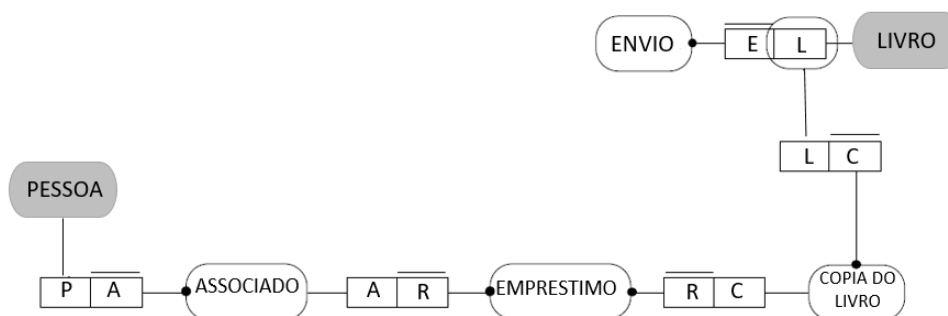 ENVIO
E
L
LIVRO
L
C
PESSOA
P
A
ASSOCIADO
A
R
EMPRESTIMO
R
C
COPIA DO
LIVRO